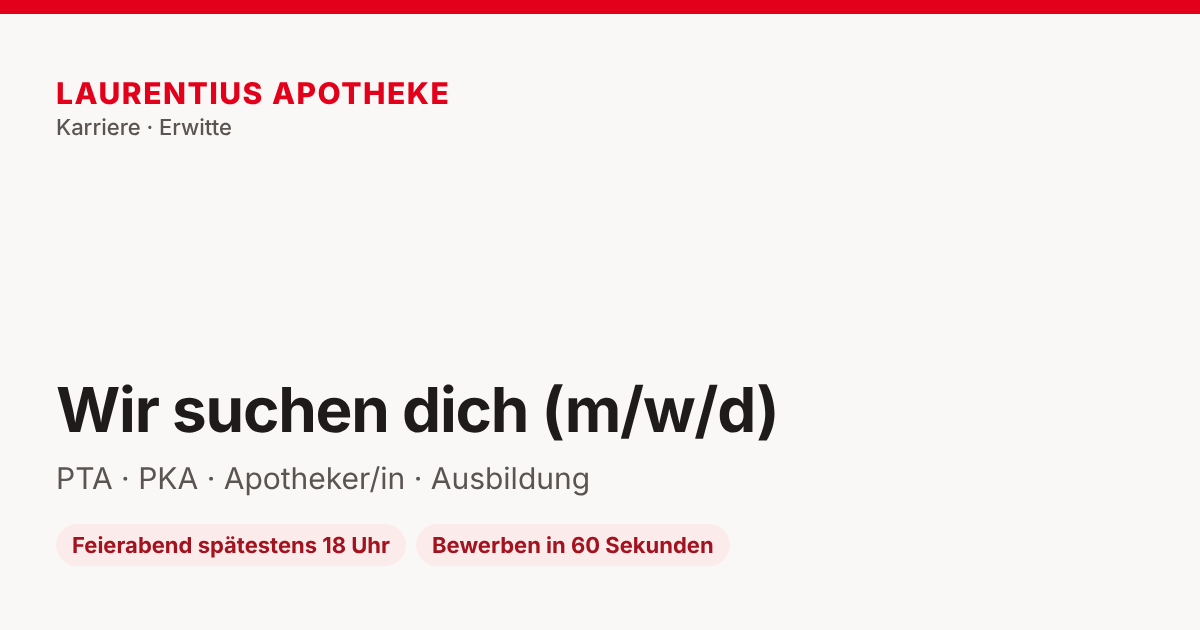 LAURENTIUS APOTHEKE
Karriere · Erwitte
Wir suchen dich (m/w/d)
PTA · PKA · Apotheker/in · Ausbildung
Feierabend spätestens 18 Uhr Bewerben in 60 Sekunden